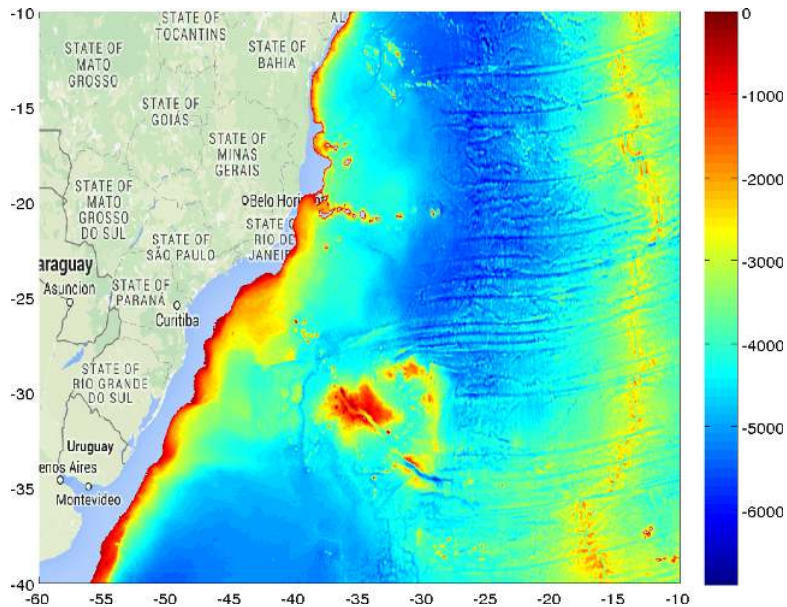 -10
-15
-20
-25
-30
-35
-40
STATE OF
TOCANTINS
AL
STATE OF
MATO
GROSSO
STATE OF
BAHIA
STATE OF
GOIÁS
STATE OF
MINAS
GERAIS
STATE OF
MATO
GROSSO
DO SUL
Belo Horizo
STATE OF
RIO DE
JANEI
STATE OF
SÃO PAULO
araguay
Asuncion
STATE OF
PARANÁ
Curitiba
STATE OF
RIO GRANDE
DO SUL
Uruguay
enos Aires
Montevideo
-60 -55 -50 -45 -40 -35 -30 -25 -20 -15 -10
0
-1000
-2000
-3000
-4000
-5000
-6000